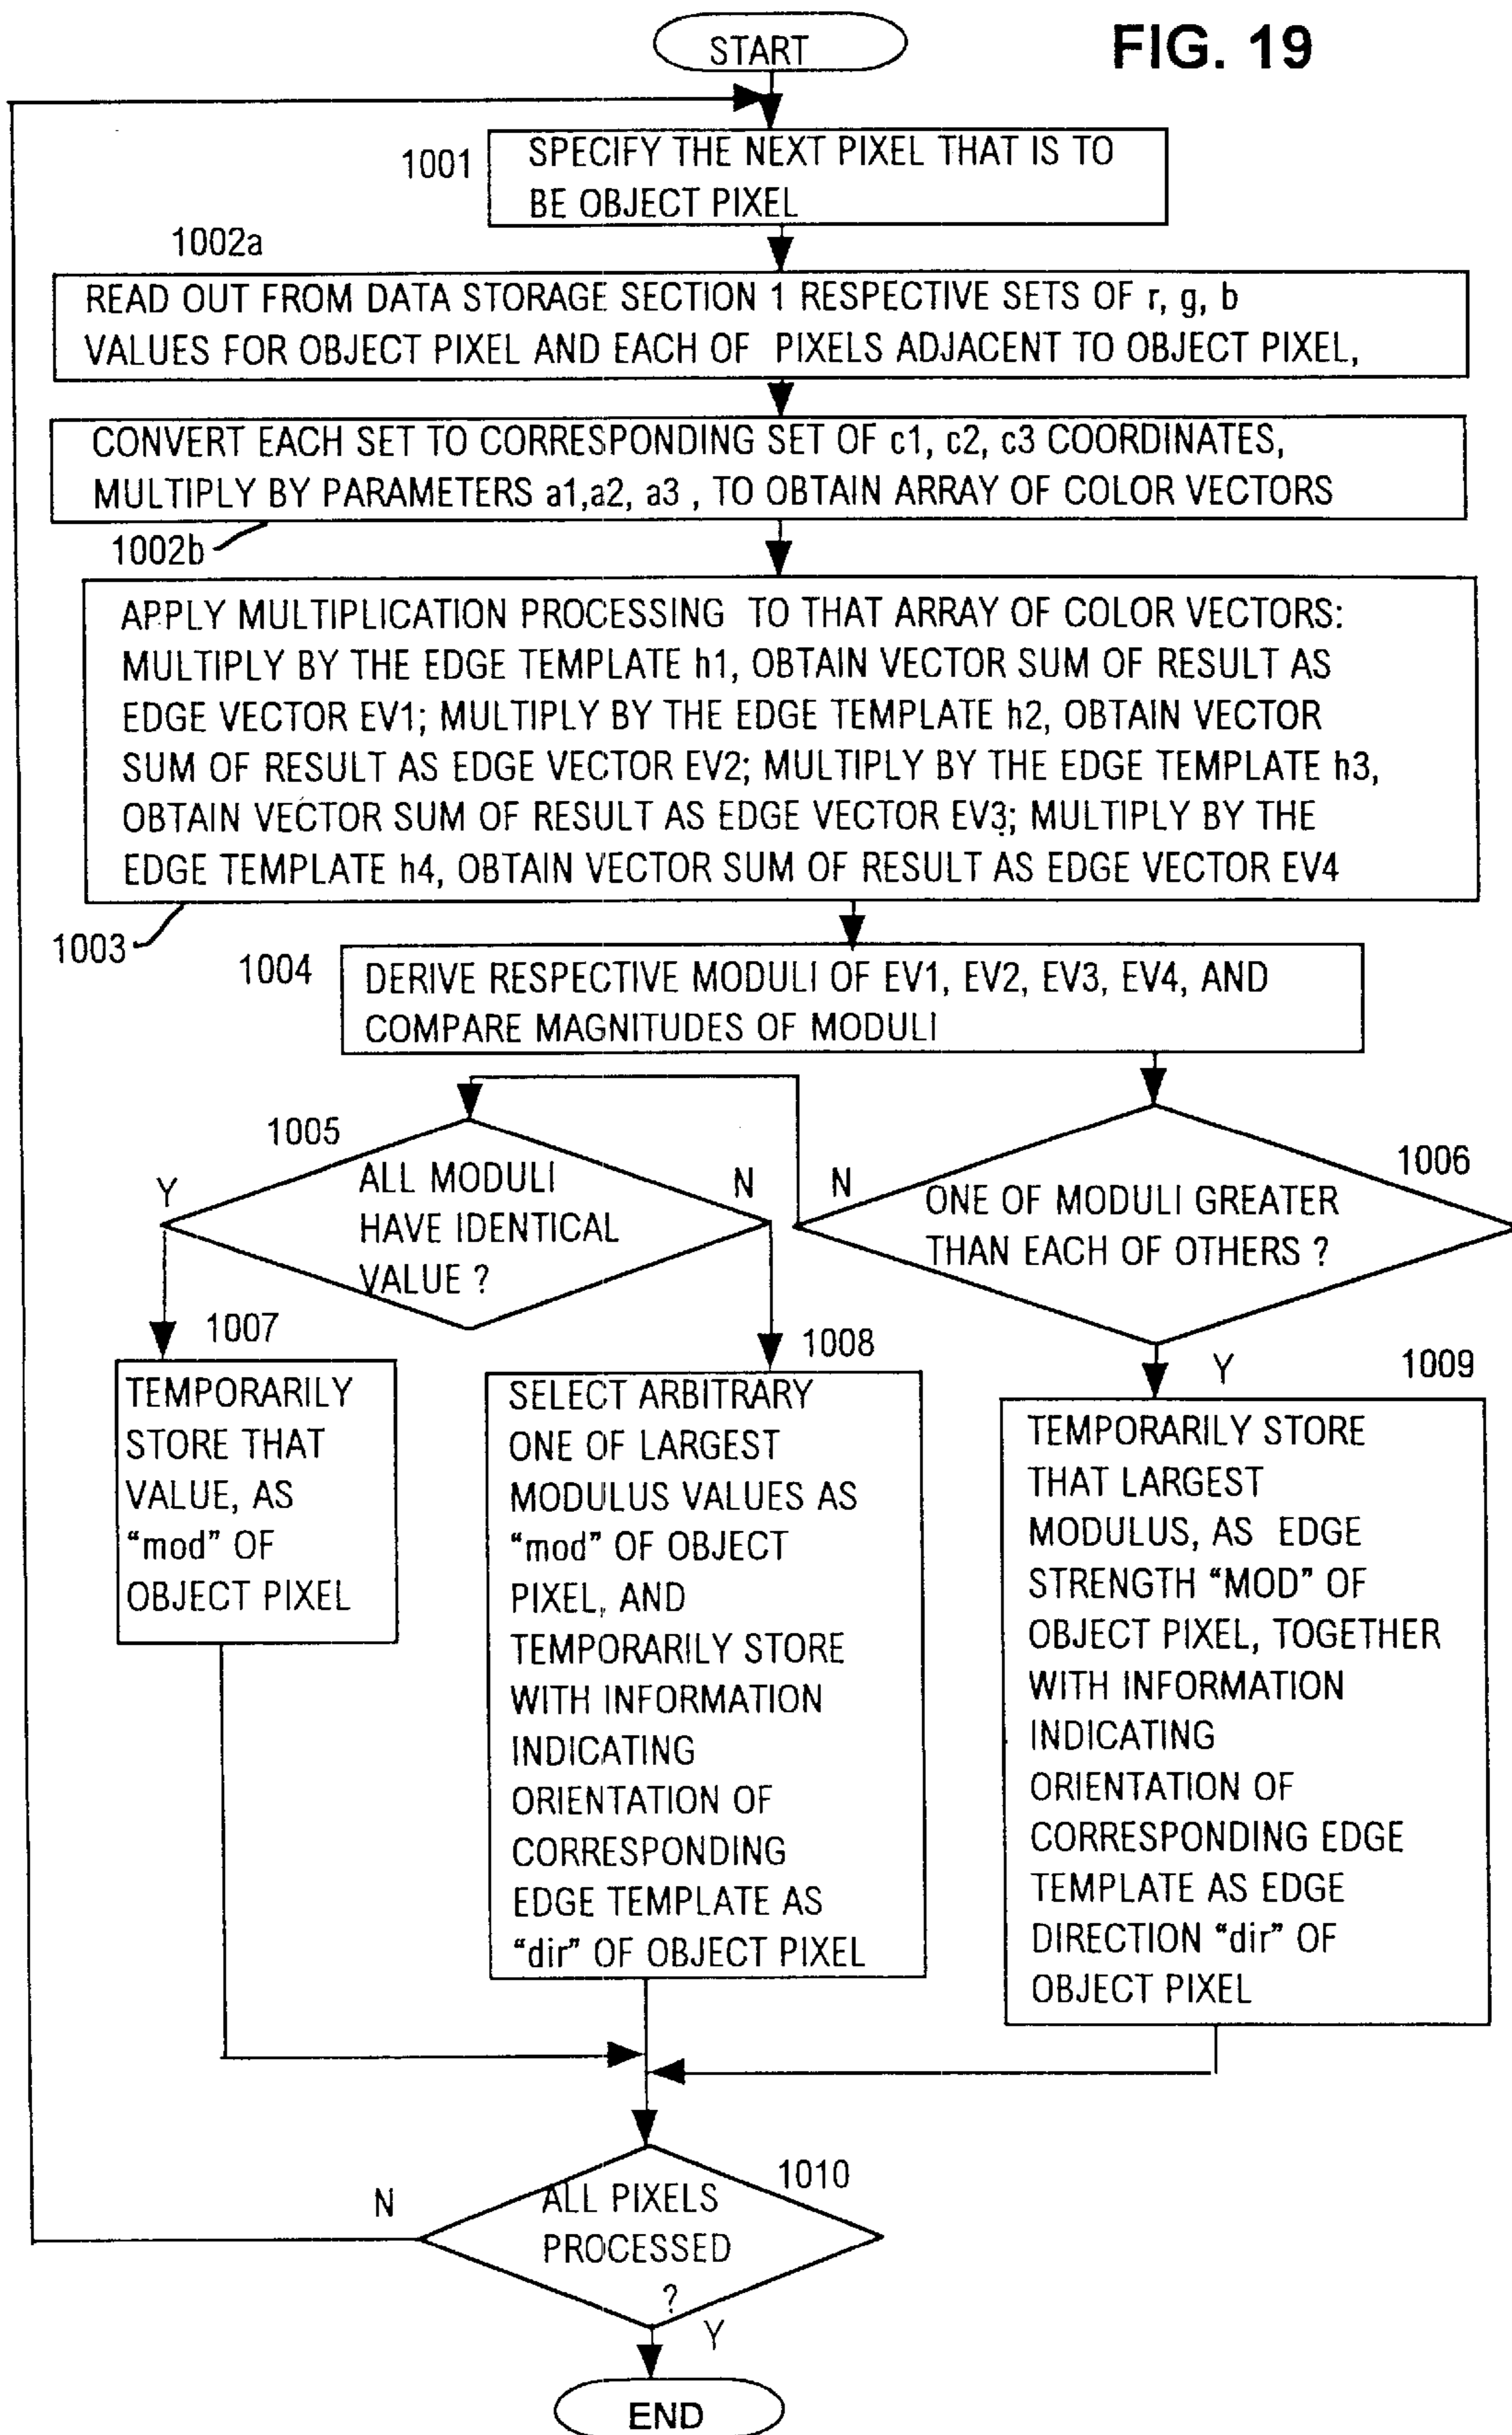 FIG. 19
START
1001
SPECIFY THE NEXT PIXEL THAT IS TO
BE OBJECT PIXEL
1002a
READ OUT FROM DATA STORAGE SECTION 1 RESPECTIVE SETS OF r, g, b
VALUES FOR OBJECT PIXEL AND EACH OF PIXELS ADJACENT TO OBJECT PIXEL,
CONVERT EACH SET TO CORRESPONDING SET OF c1, c2, c3 COORDINATES,
MULTIPLY BY PARAMETERS a1,a2, a3 , TO OBTAIN ARRAY OF COLOR VECTORS
1002b
APPLY MULTIPLICATION PROCESSING TO THAT ARRAY OF COLOR VECTORS:
MULTIPLY BY THE EDGE TEMPLATE h1, OBTAIN VECTOR SUM OF RESULT AS
EDGE VECTOR EV1; MULTIPLY BY THE EDGE TEMPLATE h2, OBTAIN VECTOR
SUM OF RESULT AS EDGE VECTOR EV2; MULTIPLY BY THE EDGE TEMPLATE h3,
OBTAIN VECTOR SUM OF RESULT AS EDGE VECTOR EV3; MULTIPLY BY THE
EDGE TEMPLATE h4, OBTAIN VECTOR SUM OF RESULT AS EDGE VECTOR EV4
1003
1004
DERIVE RESPECTIVE MODULI OF EV1, EV2, EV3, EV4, AND
COMPARE MAGNITUDES OF MODULI
1005
ALL MODULI
HAVE IDENTICAL
VALUE ?
Y
N
1006
ONE OF MODULI GREATER
THAN EACH OF OTHERS ?
N
Y
1007
TEMPORARILY
STORE THAT
VALUE, AS
“mod” OF
OBJECT PIXEL
1008
SELECT ARBITRARY
ONE OF LARGEST
MODULUS VALUES AS
“mod” OF OBJECT
PIXEL, AND
TEMPORARILY STORE
WITH INFORMATION
INDICATING
ORIENTATION OF
CORRESPONDING
EDGE TEMPLATE AS
“dir” OF OBJECT PIXEL
1009
TEMPORARILY STORE
THAT LARGEST
MODULUS, AS EDGE
STRENGTH “MOD” OF
OBJECT PIXEL, TOGETHER
WITH INFORMATION
INDICATING
ORIENTATION OF
CORRESPONDING EDGE
TEMPLATE AS EDGE
DIRECTION “dir” OF
OBJECT PIXEL
1010
ALL PIXELS
PROCESSED
?
N
Y
END